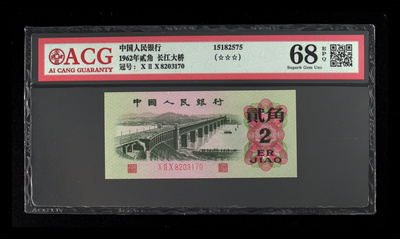 ACG
AI CANG GUARANTY
中国人民银行
1962年贰角 长江大桥
冠号: X II X 8203170
15182575
(☆☆☆)
68 EPQ
Superb Gem Unc
中国人民银行
贰角
2
ER
JIAO
X II X 8203170